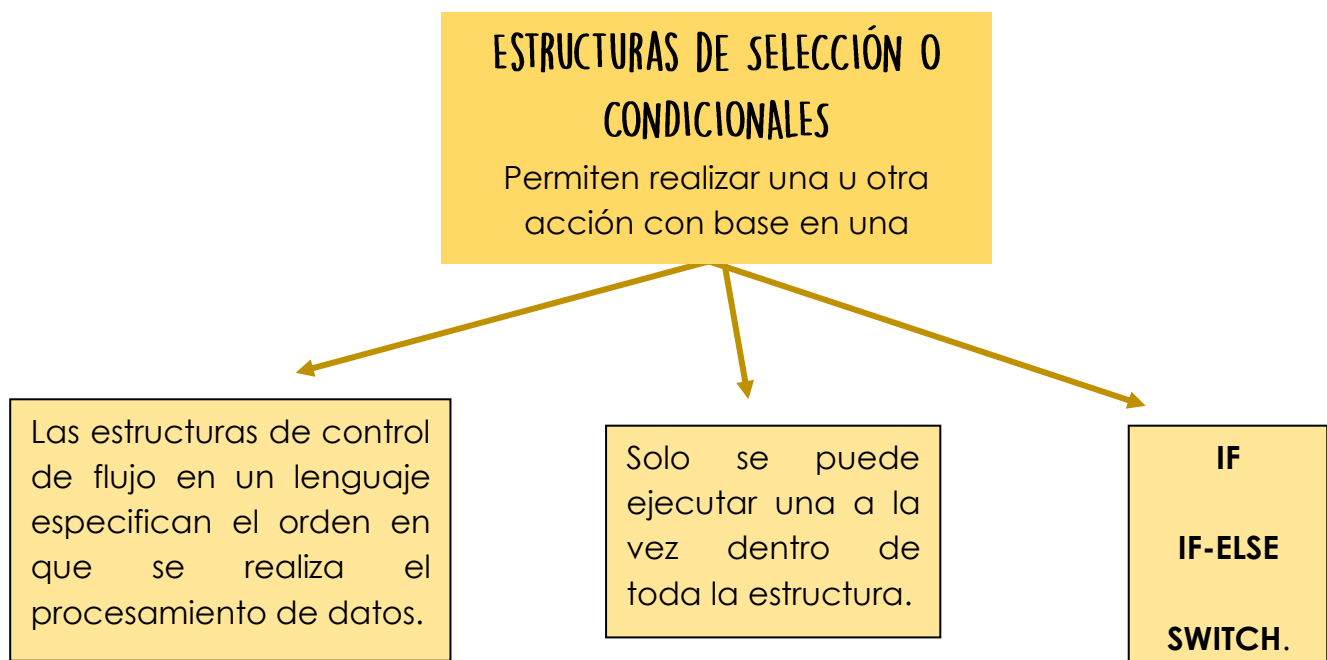 ESTRUCTURAS DE SELECCIÓN O
CONDICIONALES
Permiten realizar una u otra
acción con base en una
Las estructuras de control
de flujo en un lenguaje
especifican el orden en
que se realiza el
procesamiento de datos.
Solo se puede
ejecutar una a la
vez dentro de
toda la estructura.
IF
IF-ELSE
SWITCH.